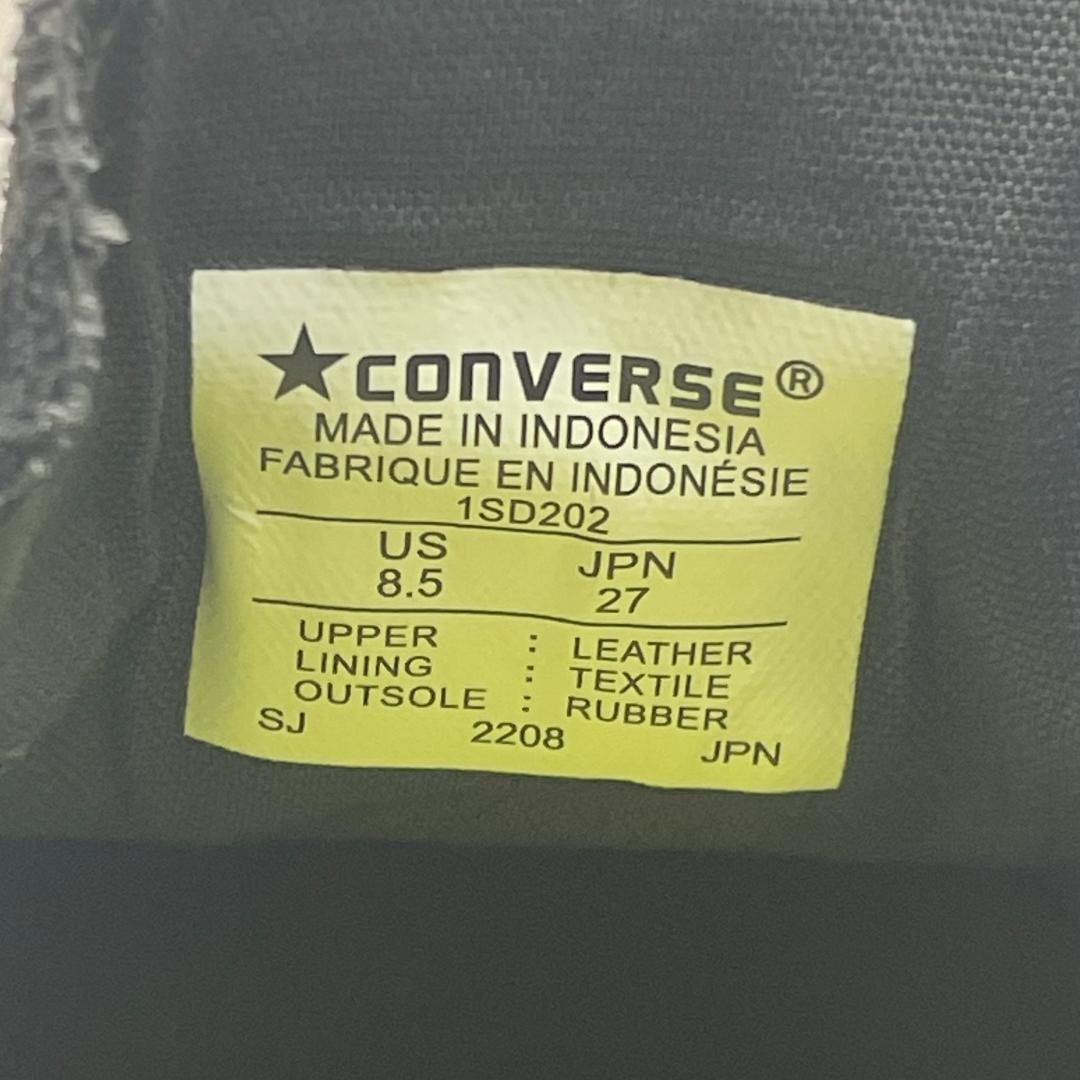 ★CONVERSE®
MADE IN INDONESIA
FABRIQUE EN INDONÉSIE
1SD202
US JPN
8.5 27
UPPER : LEATHER
LINING : TEXTILE
OUTSOLE : RUBBER
SJ 2208 JPN